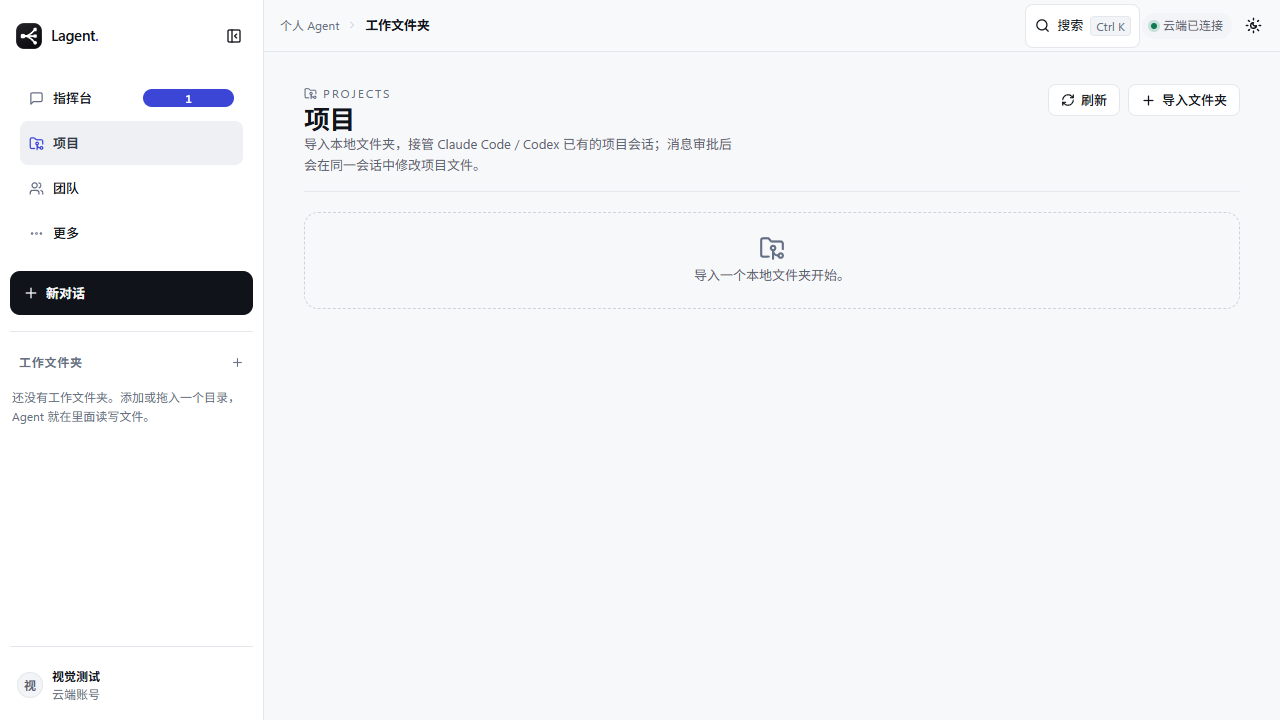 Lagent.
指挥台
1
项目
团队
更多
新对话
工作文件夹
还没有工作文件夹。添加或拖入一个目录，
Agent 就在里面读写文件。
视
视觉测试
云端账号
个人 Agent
工作文件夹
搜索 Ctrl K
云端已连接
PROJECTS
项目
导入本地文件夹，接管 Claude Code / Codex 已有的项目会话；消息审批后
会在同一会话中修改项目文件。
刷新
导入文件夹
导入一个本地文件夹开始。